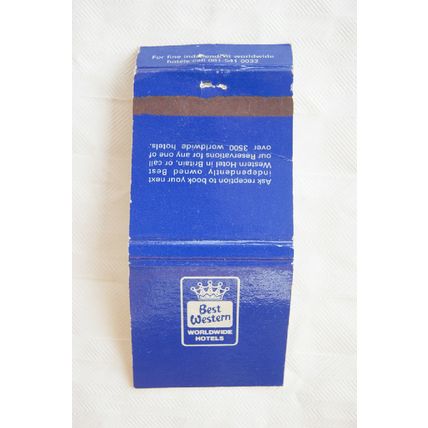 For fine independent worldwide
hotels call 061 541 0033
Ask reception to book your next
independently owned Best
Western Hotel in Britain, or call
our Reservations for any one of
over 3500 worldwide hotels.
Best
Western
WORLDWIDE
HOTELS